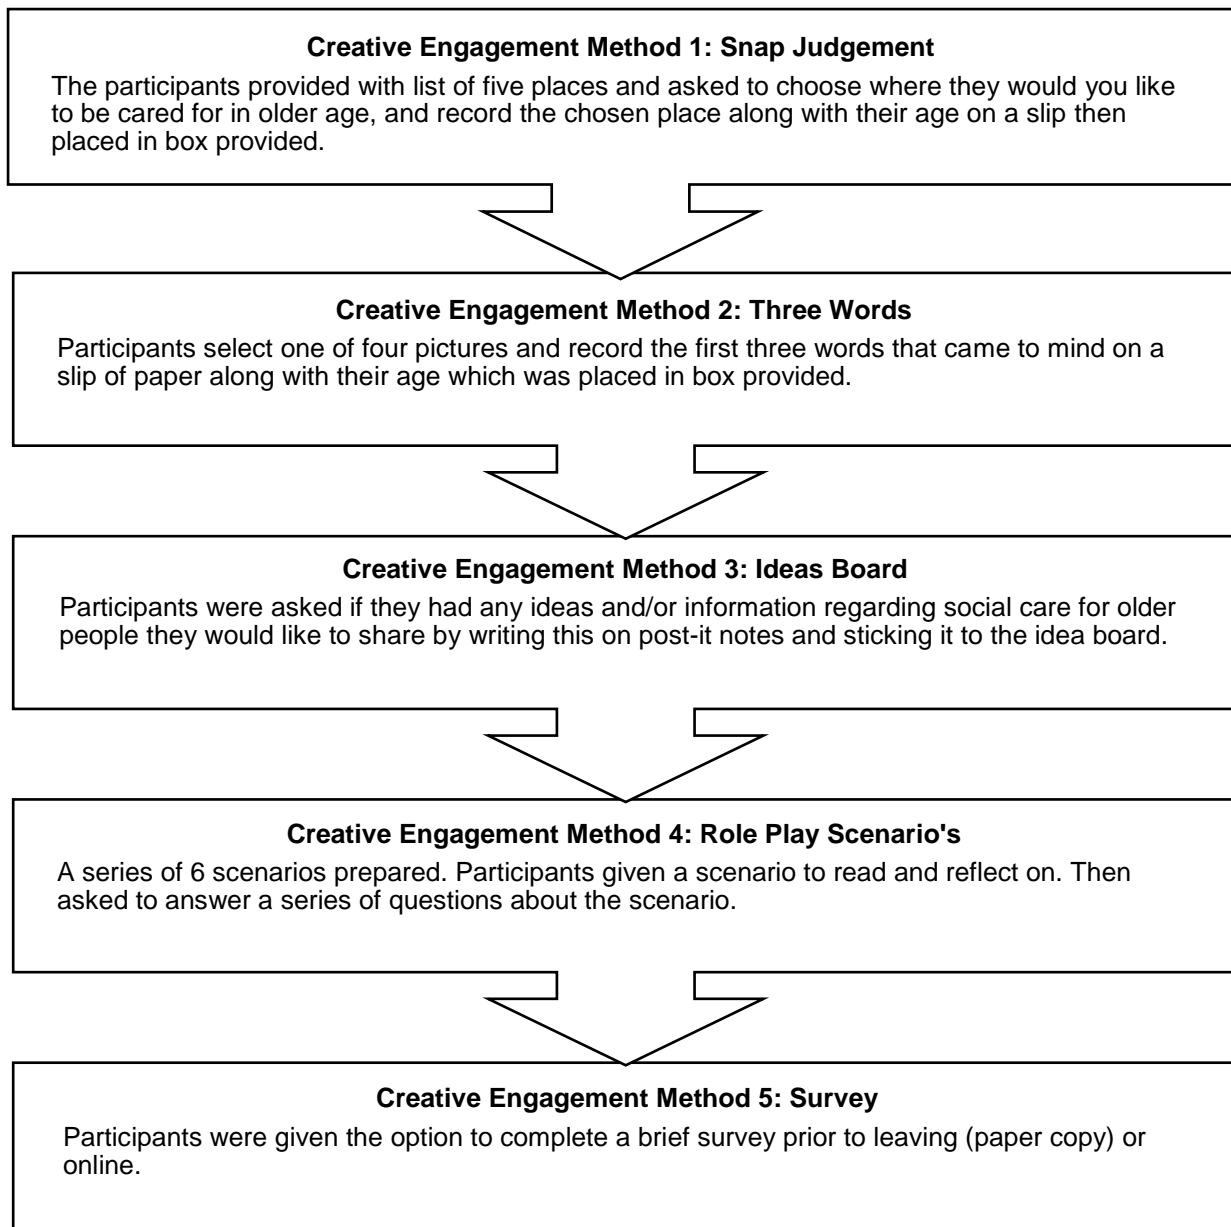 Creative Engagement Method 1: Snap Judgement
The participants provided with list of five places and asked to choose where they would you like
to be cared for in older age, and record the chosen place along with their age on a slip then
placed in box provided.
Creative Engagement Method 2: Three Words
Participants select one of four pictures and record the first three words that came to mind on a
slip of paper along with their age which was placed in box provided.
Creative Engagement Method 3: Ideas Board
Participants were asked if they had any ideas and/or information regarding social care for older
people they would like to share by writing this on post-it notes and sticking it to the idea board.
Creative Engagement Method 4: Role Play Scenario's
A series of 6 scenarios prepared. Participants given a scenario to read and reflect on. Then
asked to answer a series of questions about the scenario.
Creative Engagement Method 5: Survey
Participants were given the option to complete a brief survey prior to leaving (paper copy) or
online.